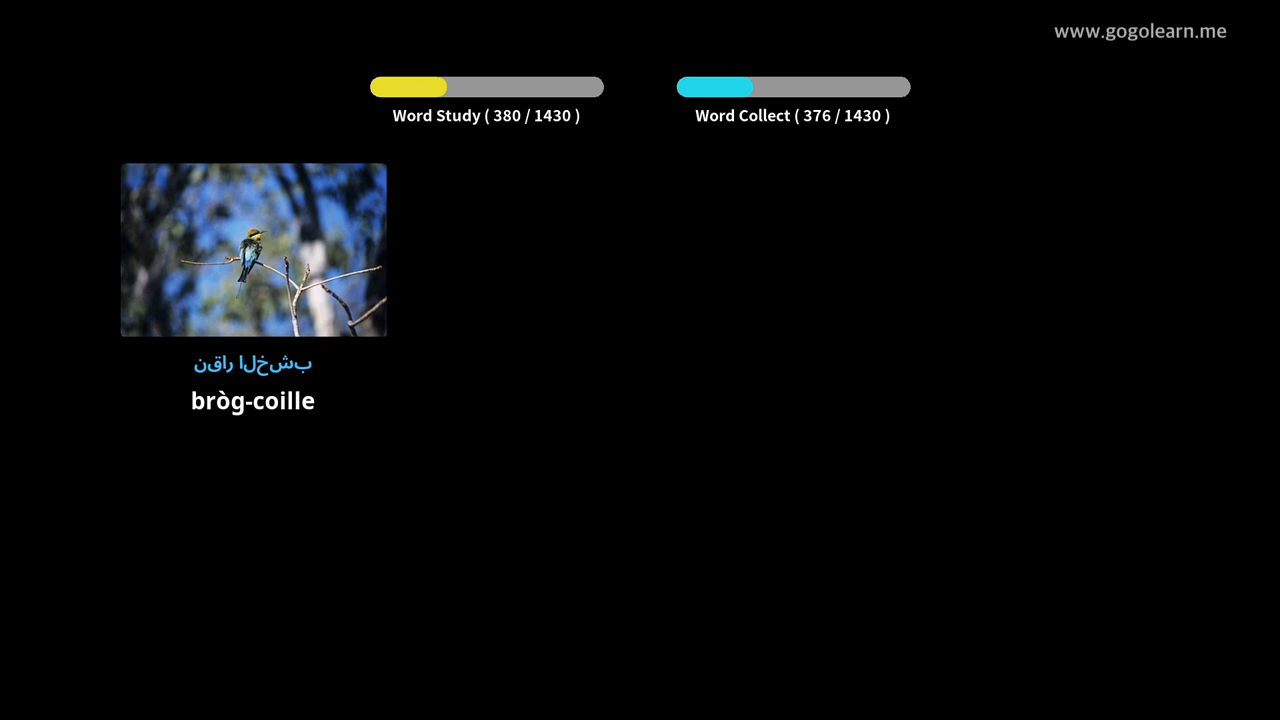 www.gogolearn.me
Word Study ( 380 / 1430 )
Word Collect ( 376 / 1430 )
نقار الخشب
bròg-coille